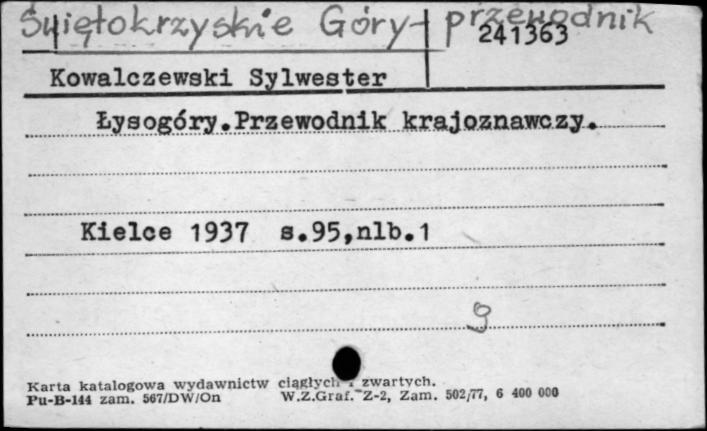 Świętokrzyskie Góry - przewodnik
241363
Kowalczewski Sylwester
Łysogóry.Przewodnik krajoznawczy.
Kielce 1937 s.95,nlb.1
9
Karta katalogowa wydawnictw ciągłych i zwartych.
Pu-B-144 zam. 567/DW/On W.Z.Graf. Z-2, Zam. 502/77, 6 400 000